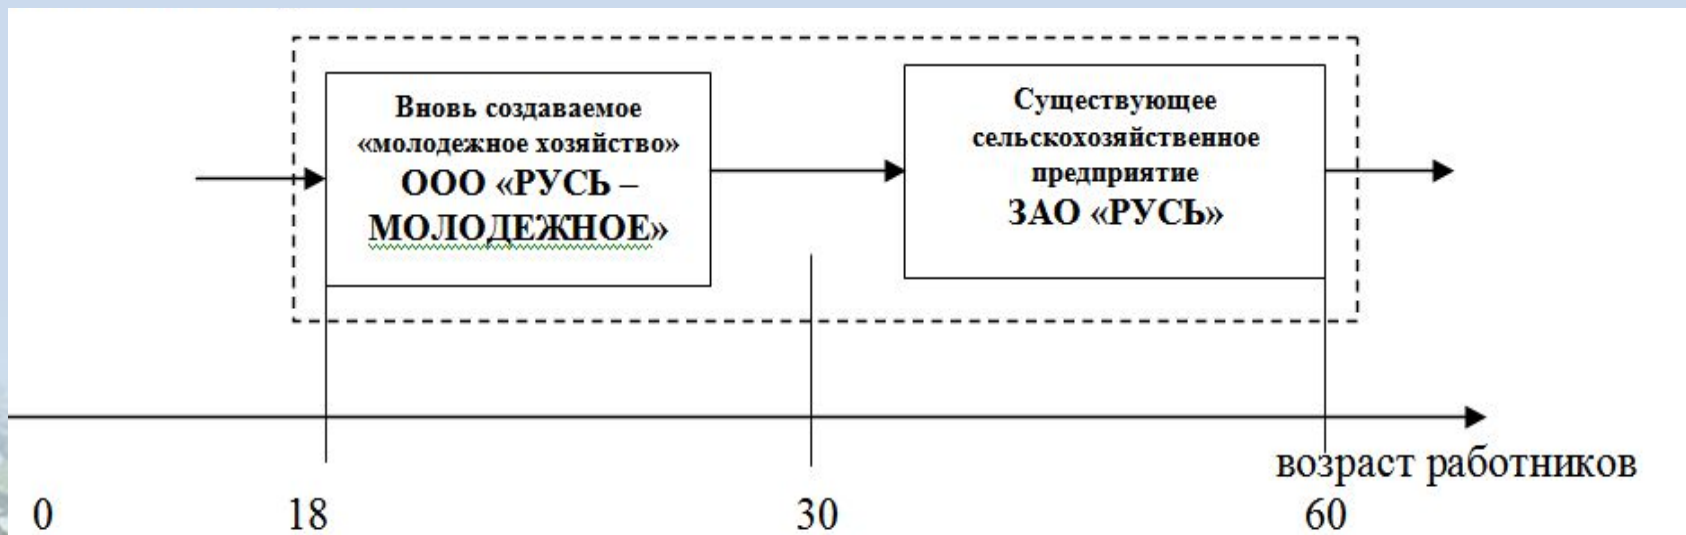 Вновь создаваемое
«молодежное хозяйство»
ООО «РУСЬ –
МОЛОДЕЖНОЕ»
Существующее
сельскохозяйственное
предприятие
ЗАО «РУСЬ»
возраст работников
0 18 30 60